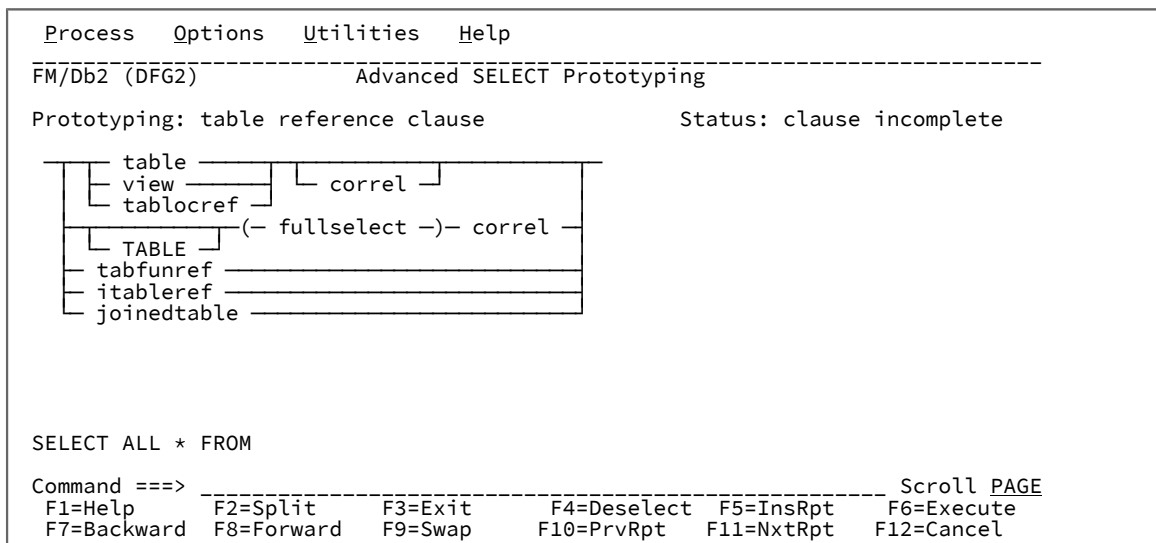 Process   Options   Utilities   Help
FM/Db2 (DFG2)   Advanced SELECT Prototyping
Prototyping: table reference clause   Status: clause incomplete
table
view   correl
tablocref
(— fullselect —)— correl
TABLE
tabfunref
itableref
joinedtable
SELECT ALL * FROM
Command ===> Scroll PAGE
F1=Help   F2=Split   F3=Exit   F4=Deselect   F5=InsRpt   F6=Execute
F7=Backward   F8=Forward   F9=Swap   F10=PrvRpt   F11=NxtRpt   F12=Cancel